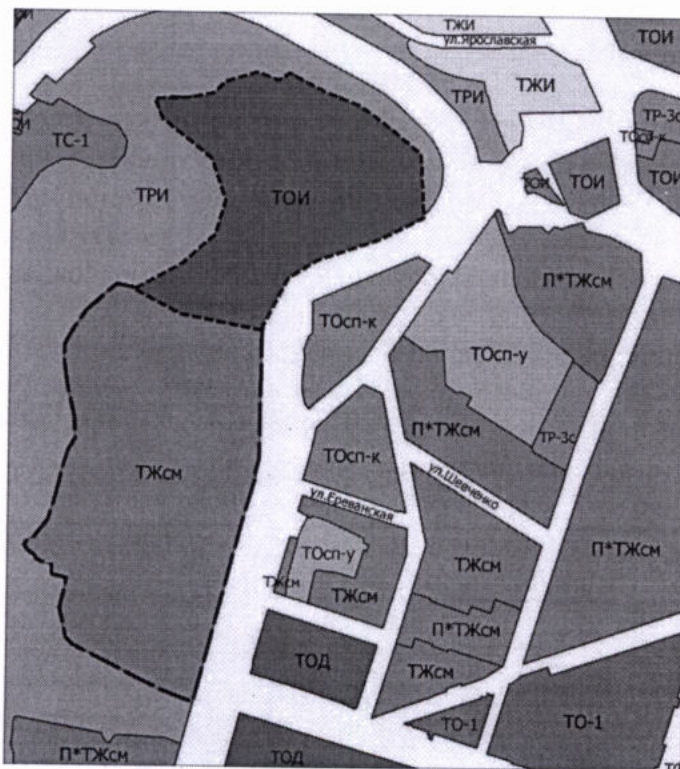 ТЖИ
ул.Ярославская
ТОИ
ТЖИ
ТРИ
ТР-3с
ТС-1
ТОИ
ТОИ
ТОИ
ТРИ
ТОИ
П*ТЖсм
ТОсп-к
ТОсп-у
П*ТЖсм
ТР-3с
ТОсп-к
ТЖсм
ул.Шевченко
ул.Ереванская
П*ТЖсм
ТОсп-у
ТЖсм
ТЖсм
ТЖсм
П*ТЖсм
ТОД
ТЖсм
ТО-1
ТО-1
П*ТЖсм
ТОД